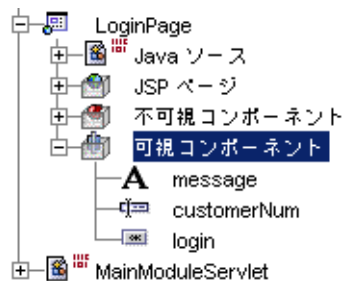 LoginPage
Java ソース
JSP ページ
不可視コンポーネント
可視コンポーネント
message
customerNum
login
MainModuleServlet